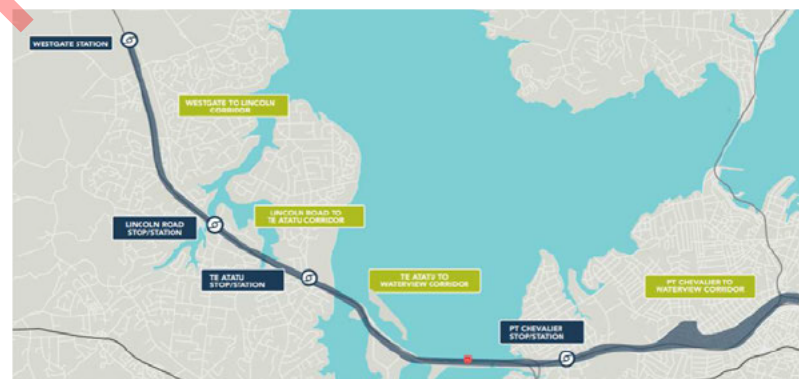 WESTGATE STATION
WESTGATE TO LINCOLN
CORRIDOR
LINCOLN ROAD
STOP/STATION
LINCOLN ROAD TO
TE ATATU CORRIDOR
TE ATATU
STOP/STATION
TE ATATU TO
WATERVIEW CORRIDOR
PT CHEVALIER
STOP/STATION
PT CHEVALIER TO
WATERVIEW CORRIDOR